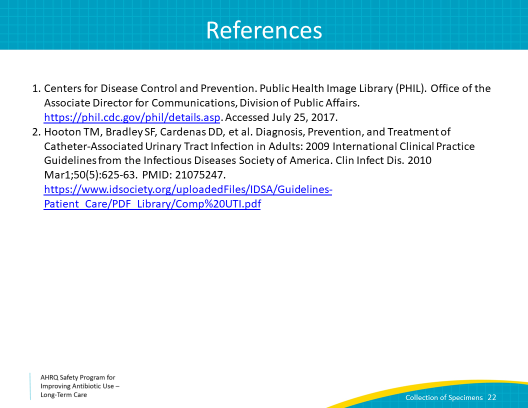 References
1. Centers for Disease Control and Prevention. Public Health Image Library (PHIL). Office of the
Associate Director for Communications, Division of Public Affairs.
https://phil.cdc.gov/phil/details.asp. Accessed July 25, 2017.
2. Hooton TM, Bradley SF, Cardenas DD, et al. Diagnosis, Prevention, and Treatment of
Catheter-Associated Urinary Tract Infection in Adults: 2009 International Clinical Practice
Guidelines from the Infectious Diseases Society of America. Clin Infect Dis. 2010
Mar1;50(5):625-63. PMID: 21075247.
https://www.idsociety.org/uploadedFiles/IDSA/Guidelines-
Patient_Care/PDF_Library/Comp%20UTI.pdf
AHRQ Safety Program for
Improving Antibiotic Use –
Long-Term Care
Collection of Specimens 22